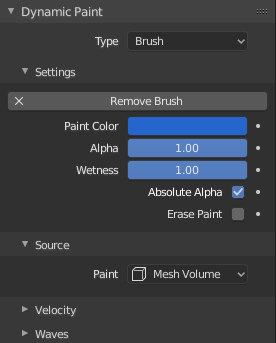 Dynamic Paint
Type Brush
Settings
Remove Brush
Paint Color
Alpha 1.00
Wetness 1.00
Absolute Alpha
Erase Paint
Source
Paint Mesh Volume
Velocity
Waves